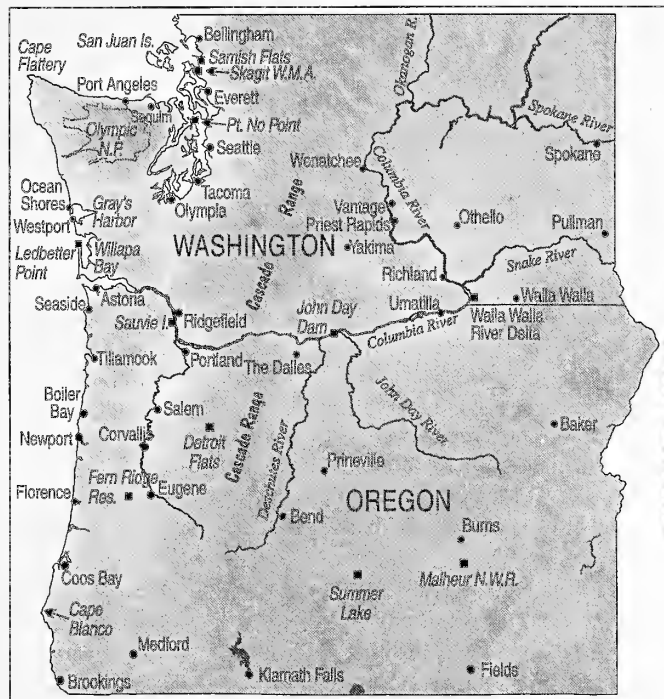 San Juan Is.
Bellingham
Cape
Flattery
Samish Flats
Skagit W.M.A.
Okanogan R.
Port Angeles
Sequim
Everett
Olympic
N.P.
Pt. No Point
Spokane River
Seattle
Spokane
Wenatchee
Tacoma
Olympia
Ocean
Shores
Gray's
Harbor
Westport
Columbia River
Vantage
Priest Rapids
Othello
Pullman
Range
Cascade
WASHINGTON
Yakima
Ledbetter
Point
Willapa
Bay
Richland
Snake River
Astoria
Seaside
Sauvie I.
Ridgefield
John Day
Dam
Umatilla
Walla Walla
Walla Walla
River Delta
Columbia River
Tillamook
Portland
The Dalles
John Day River
Boiler
Bay
Salem
Newport
Corvallis
Detroit
Flats
Cascade Range
Deschutes River
Baker
Prineville
Fern Ridge
Res.
Florence
Eugene
OREGON
Bend
Burns
Malheur N.W.R.
Coos Bay
Summer
Lake
Cape
Blanco
Medford
Brookings
Klamath Falls
Fields